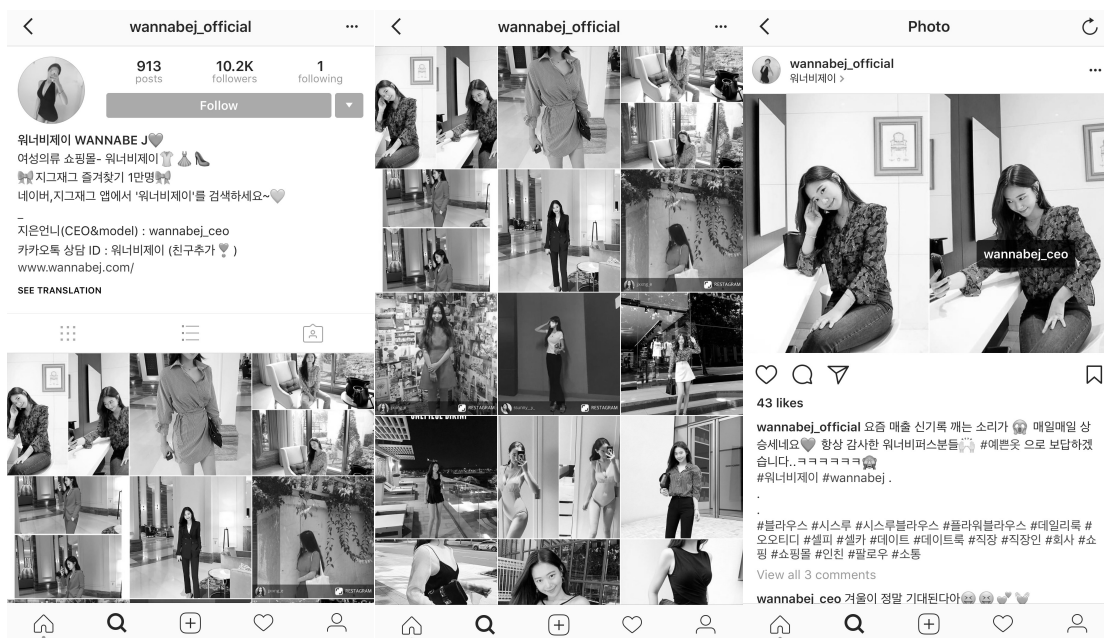 wannabej_official
913
posts
10.2K
followers
1
following
Follow
워너비제이 WANNABE J🖤
여성의류 쇼핑몰- 워너비제이👚👗👠
🎀지그재그 즐겨찾기 1만명🎀
네이버,지그재그 앱에서 '워너비제이'를 검색하세요~🤍
_
지은언니(CEO&model) : wannabej_ceo
카카오톡 상담 ID : 워너비제이 (친구추가❣️)
www.wannabej.com/
SEE TRANSLATION
RESTAGRAM
wannabej_official
RESTAGRAM
RESTAGRAM
RESTAGRAM
Photo
wannabej_official
워너비제이 >
wannabej_ceo
43 likes
wannabej_official 요즘 매출 신기록 깨는 소리가 😱 매일매일 상
승세네요🖤 항상 감사한 워너비퍼스분들🙌 #예쁜옷 으로 보답하겠
습니다..ㅋㅋㅋㅋㅋㅋ🙈
#워너비제이 #wannabej .
.
.
#블라우스 #시스루 #시스루블라우스 #플라워블라우스 #데일리룩 #
오오티디 #셀피 #셀카 #데이트 #데이트룩 #직장 #직장인 #회사 #쇼
핑 #쇼핑몰 #인친 #팔로우 #소통
View all 3 comments
wannabej_ceo 겨울이 정말 기대된다아😆😆💕